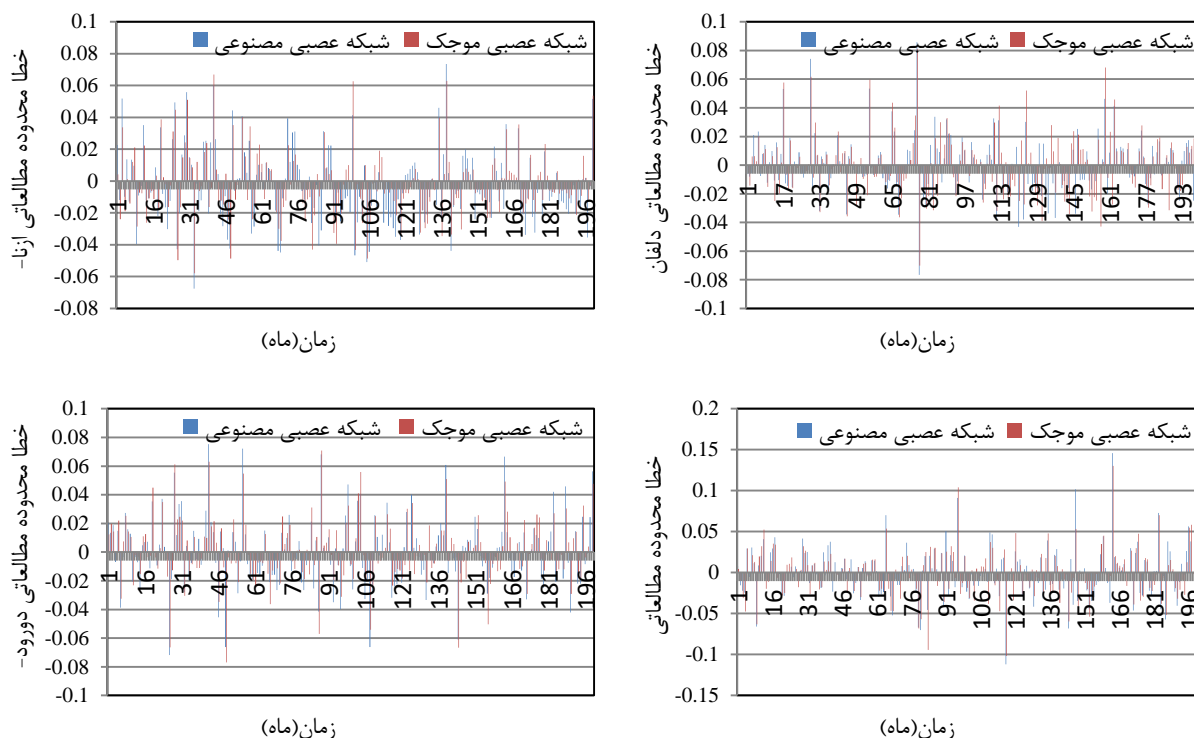 خطا محدوده مطالعاتی ازنا-
0.1
0.08
0.06
0.04
0.02
0
-0.02
-0.04
-0.06
-0.08
شبکه عصبی مصنوعی شبکه عصبی موجک
1 16 31 46 61 76 91 106 121 136 151 166 181 196
زمان(ماه)
خطا محدوده مطالعاتی دلفان
0.1
0.08
0.06
0.04
0.02
0
-0.02
-0.04
-0.06
-0.08
-0.1
شبکه عصبی مصنوعی شبکه عصبی موجک
1 17 33 49 65 81 97 113 129 145 161 177 193
زمان(ماه)
خطا محدوده مطالعاتی دورود-
0.1
0.08
0.06
0.04
0.02
0
-0.02
-0.04
-0.06
-0.08
-0.1
شبکه عصبی مصنوعی شبکه عصبی موجک
1 16 31 46 61 76 91 106 121 136 151 166 181 196
زمان(ماه)
خطا محدوده مطالعاتی
0.2
0.15
0.1
0.05
0
-0.05
-0.1
-0.15
شبکه عصبی مصنوعی شبکه عصبی موجک
1 16 31 46 61 76 91 106 121 136 151 166 181 196
زمان(ماه)